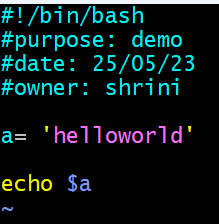 #!/bin/bash
#purpose: demo
#date: 25/05/23
#owner: shrini
a= 'helloworld'
echo $a
~